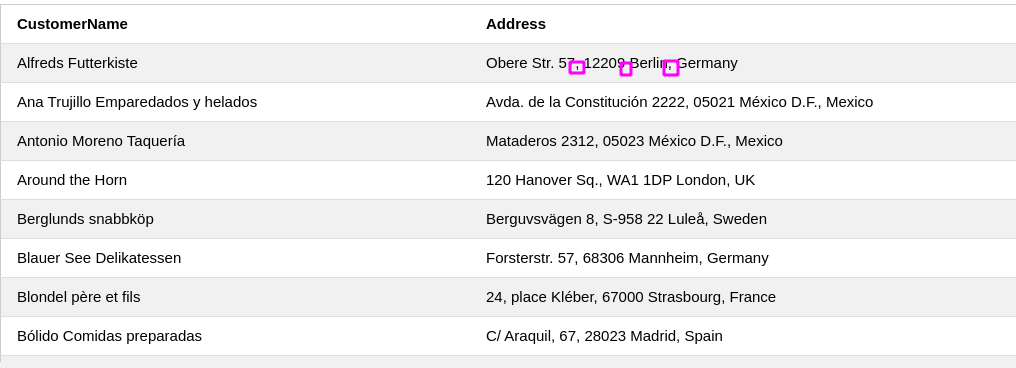 CustomerName Address
Alfreds Futterkiste Obere Str. 57, 12209 Berlin, Germany
Ana Trujillo Emparedados y helados Avda. de la Constitución 2222, 05021 México D.F., Mexico
Antonio Moreno Taquería Mataderos 2312, 05023 México D.F., Mexico
Around the Horn 120 Hanover Sq., WA1 1DP London, UK
Berglunds snabbköp Berguvsvägen 8, S-958 22 Luleå, Sweden
Blauer See Delikatessen Forsterstr. 57, 68306 Mannheim, Germany
Blondel père et fils 24, place Kléber, 67000 Strasbourg, France
Bólido Comidas preparadas C/ Araquil, 67, 28023 Madrid, Spain